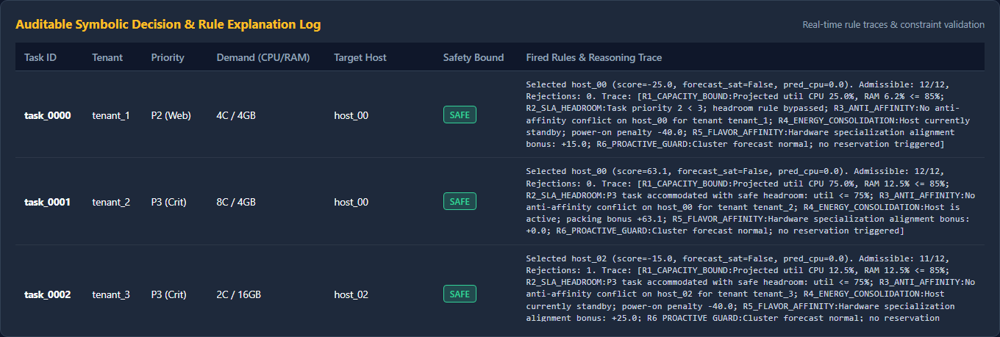 Auditable Symbolic Decision & Rule Explanation Log
Real-time rule traces & constraint validation
Task ID Tenant Priority Demand (CPU/RAM) Target Host Safety Bound Fired Rules & Reasoning Trace
task_0000 tenant_1 P2 (Web) 4C / 4GB host_00 SAFE
Selected host_00 (score=-25.0, forecast_sat=False, pred_cpu=0.0). Admissible: 12/12,
Rejections: 0. Trace: [R1_CAPACITY_BOUND:Projected util CPU 25.0%, RAM 6.2% <= 85%;
R2_SLA_HEADROOM:Task priority 2 < 3; headroom rule bypassed; R3_ANTI_AFFINITY:No anti-
affinity conflict on host_00 for tenant tenant_1; R4_ENERGY_CONSOLIDATION:Host currently
standby; power-on penalty -40.0; R5_FLAVOR_AFFINITY:Hardware specialization alignment
bonus: +15.0; R6_PROACTIVE_GUARD:Cluster forecast normal; no reservation triggered]
task_0001 tenant_2 P3 (Crit) 8C / 4GB host_00 SAFE
Selected host_00 (score=63.1, forecast_sat=False, pred_cpu=0.0). Admissible: 12/12,
Rejections: 0. Trace: [R1_CAPACITY_BOUND:Projected util CPU 75.0%, RAM 12.5% <= 85%;
R2_SLA_HEADROOM:P3 task accommodated with safe headroom: util <= 75%; R3_ANTI_AFFINITY:No
anti-affinity conflict on host_00 for tenant tenant_2; R4_ENERGY_CONSOLIDATION:Host is
active; packing bonus +63.1; R5_FLAVOR_AFFINITY:Hardware specialization alignment bonus:
+0.0; R6_PROACTIVE_GUARD:Cluster forecast normal; no reservation triggered]
task_0002 tenant_3 P3 (Crit) 2C / 16GB host_02 SAFE
Selected host_02 (score=-15.0, forecast_sat=False, pred_cpu=0.0). Admissible: 11/12,
Rejections: 1. Trace: [R1_CAPACITY_BOUND:Projected util CPU 12.5%, RAM 12.5% <= 85%;
R2_SLA_HEADROOM:P3 task accommodated with safe headroom: util <= 75%; R3_ANTI_AFFINITY:No
anti-affinity conflict on host_02 for tenant tenant_3; R4_ENERGY_CONSOLIDATION:Host
currently standby; power-on penalty -40.0; R5_FLAVOR_AFFINITY:Hardware specialization
alignment bonus: +25.0; R6_PROACTIVE_GUARD:Cluster forecast normal; no reservation